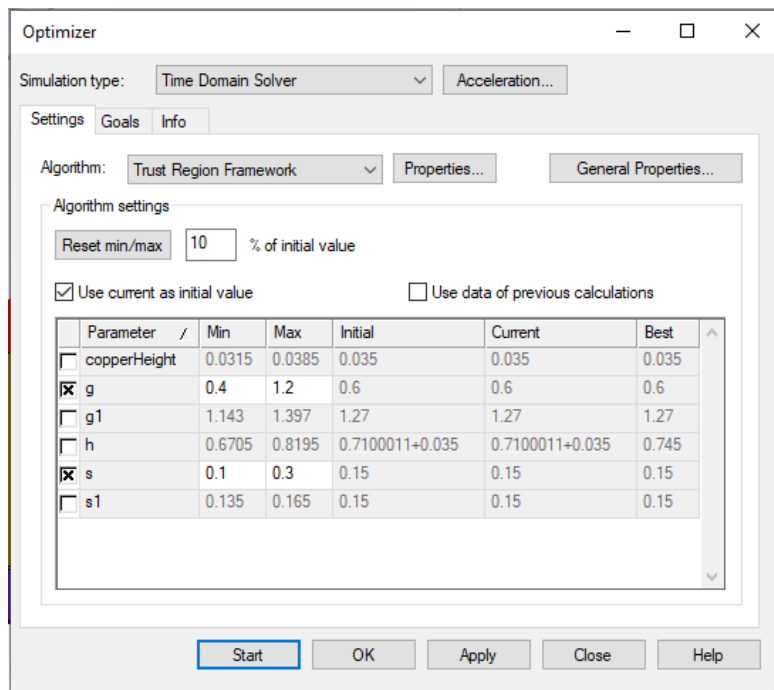 Optimizer
Simulation type: Time Domain Solver Acceleration...
Settings Goals Info
Algorithm: Trust Region Framework Properties... General Properties...
Algorithm settings
Reset min/max 10 % of initial value
Use current as initial value Use data of previous calculations
Parameter / Min Max Initial Current Best
copperHeight 0.0315 0.0385 0.035 0.035 0.035
g 0.4 1.2 0.6 0.6 0.6
g1 1.143 1.397 1.27 1.27 1.27
h 0.6705 0.8195 0.7100011+0.035 0.7100011+0.035 0.745
s 0.1 0.3 0.15 0.15 0.15
s1 0.135 0.165 0.15 0.15 0.15
Start OK Apply Close Help